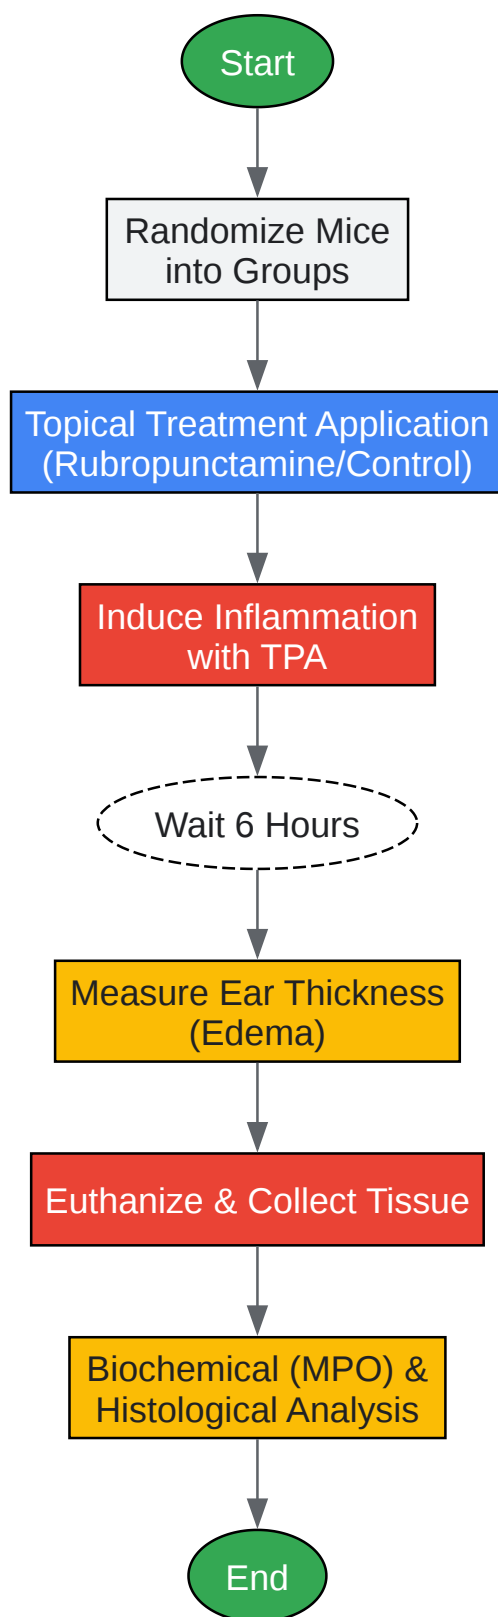 Start
Randomize Mice
into Groups
Topical Treatment Application
(Rubropunctamine/Control)
Induce Inflammation
with TPA
Wait 6 Hours
Measure Ear Thickness
(Edema)
Euthanize & Collect Tissue
Biochemical (MPO) &
Histological Analysis
End